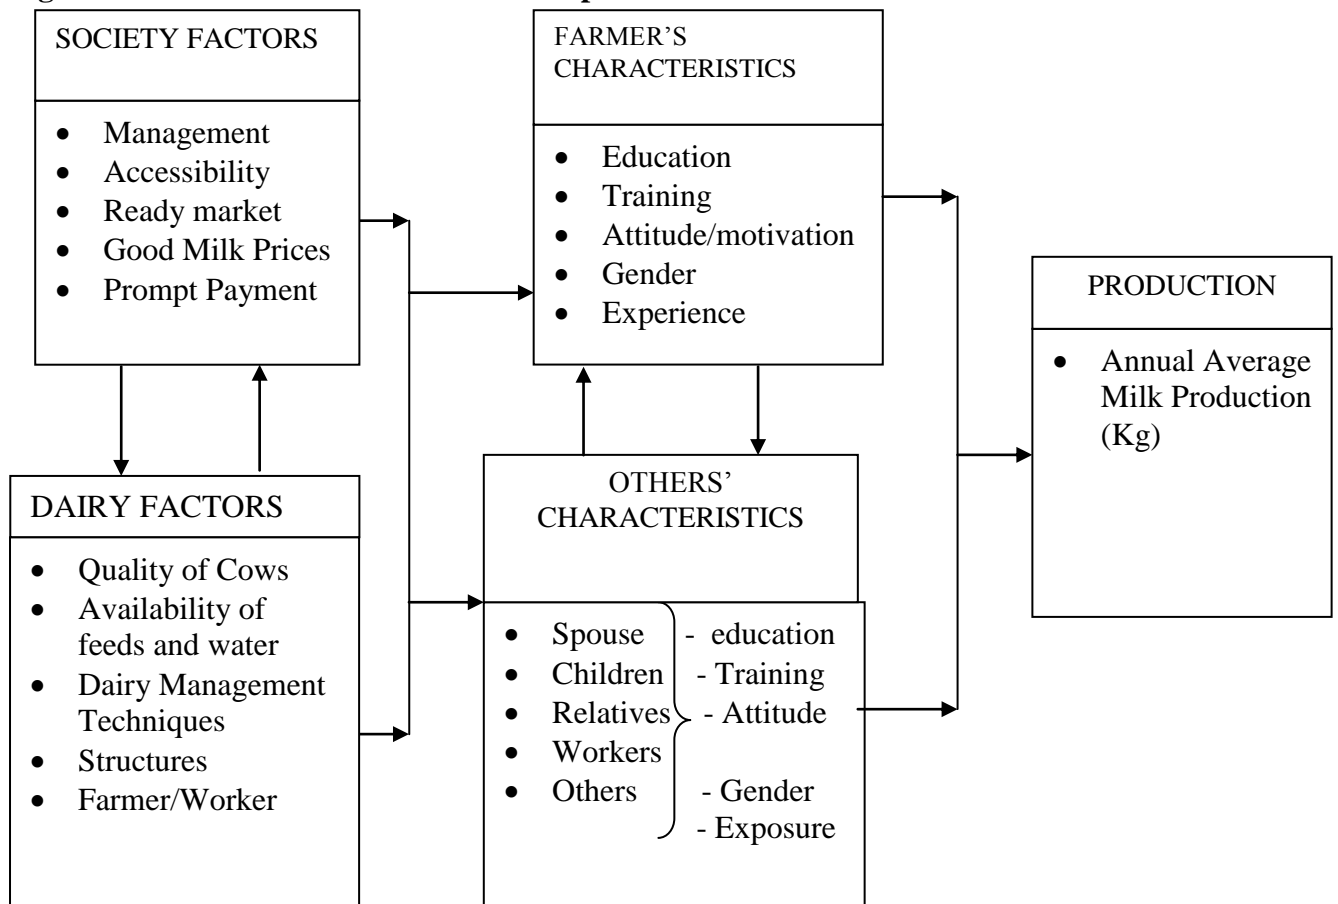 SOCIETY FACTORS
• Management
• Accessibility
• Ready market
• Good Milk Prices
• Prompt Payment
FARMER'S
CHARACTERISTICS
• Education
• Training
• Attitude/motivation
• Gender
• Experience
PRODUCTION
• Annual Average
Milk Production
(Kg)
DAIRY FACTORS
• Quality of Cows
• Availability of
feeds and water
• Dairy Management
Techniques
• Structures
• Farmer/Worker
OTHERS'
CHARACTERISTICS
• Spouse - education
• Children - Training
• Relatives - Attitude
• Workers
• Others - Gender
- Exposure